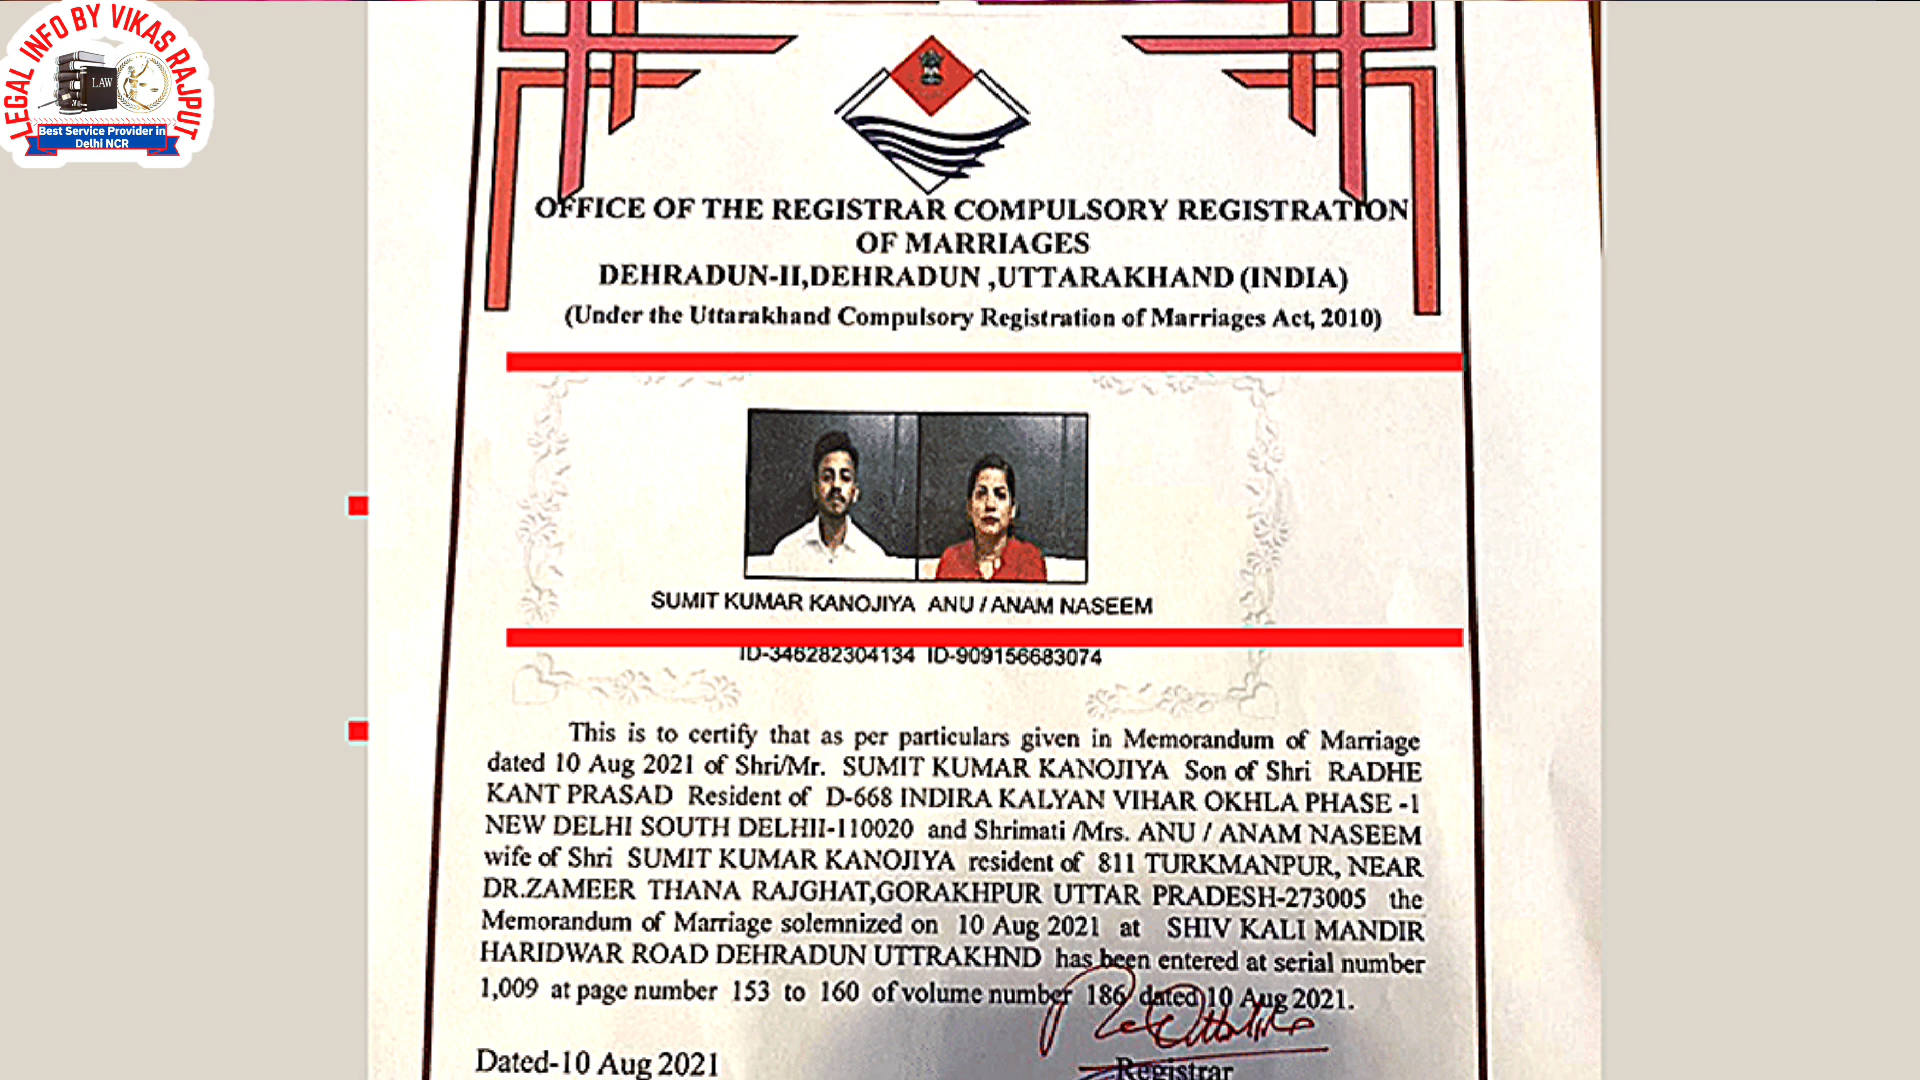 LEGAL INFO BY VIKAS RAJPUT
LAW
Best Service Provider in
Delhi NCR
OFFICE OF THE REGISTRAR COMPULSORY REGISTRATION
OF MARRIAGES
DEHRADUN-II,DEHRADUN ,UTTARAKHAND (INDIA)
(Under the Uttarakhand Compulsory Registration of Marriages Act, 2010)
SUMIT KUMAR KANOJIYA ANU / ANAM NASEEM
ID-346282304134 ID-909156683074
This is to certify that as per particulars given in Memorandum of Marriage
dated 10 Aug 2021 of Shri/Mr. SUMIT KUMAR KANOJIYA Son of Shri RADHE
KANT PRASAD Resident of D-668 INDIRA KALYAN VIHAR OKHLA PHASE -1
NEW DELHI SOUTH DELHII-110020 and Shrimati /Mrs. ANU / ANAM NASEEM
wife of Shri SUMIT KUMAR KANOJIYA resident of 811 TURKMANPUR, NEAR
DR.ZAMEER THANA RAJGHAT,GORAKHPUR UTTAR PRADESH-273005 the
Memorandum of Marriage solemnized on 10 Aug 2021 at SHIV KALI MANDIR
HARIDWAR ROAD DEHRADUN UTTRAKHND has been entered at serial number
1,009 at page number 153 to 160 of volume number 186 dated 10 Aug 2021.
Dated-10 Aug 2021
Registrar